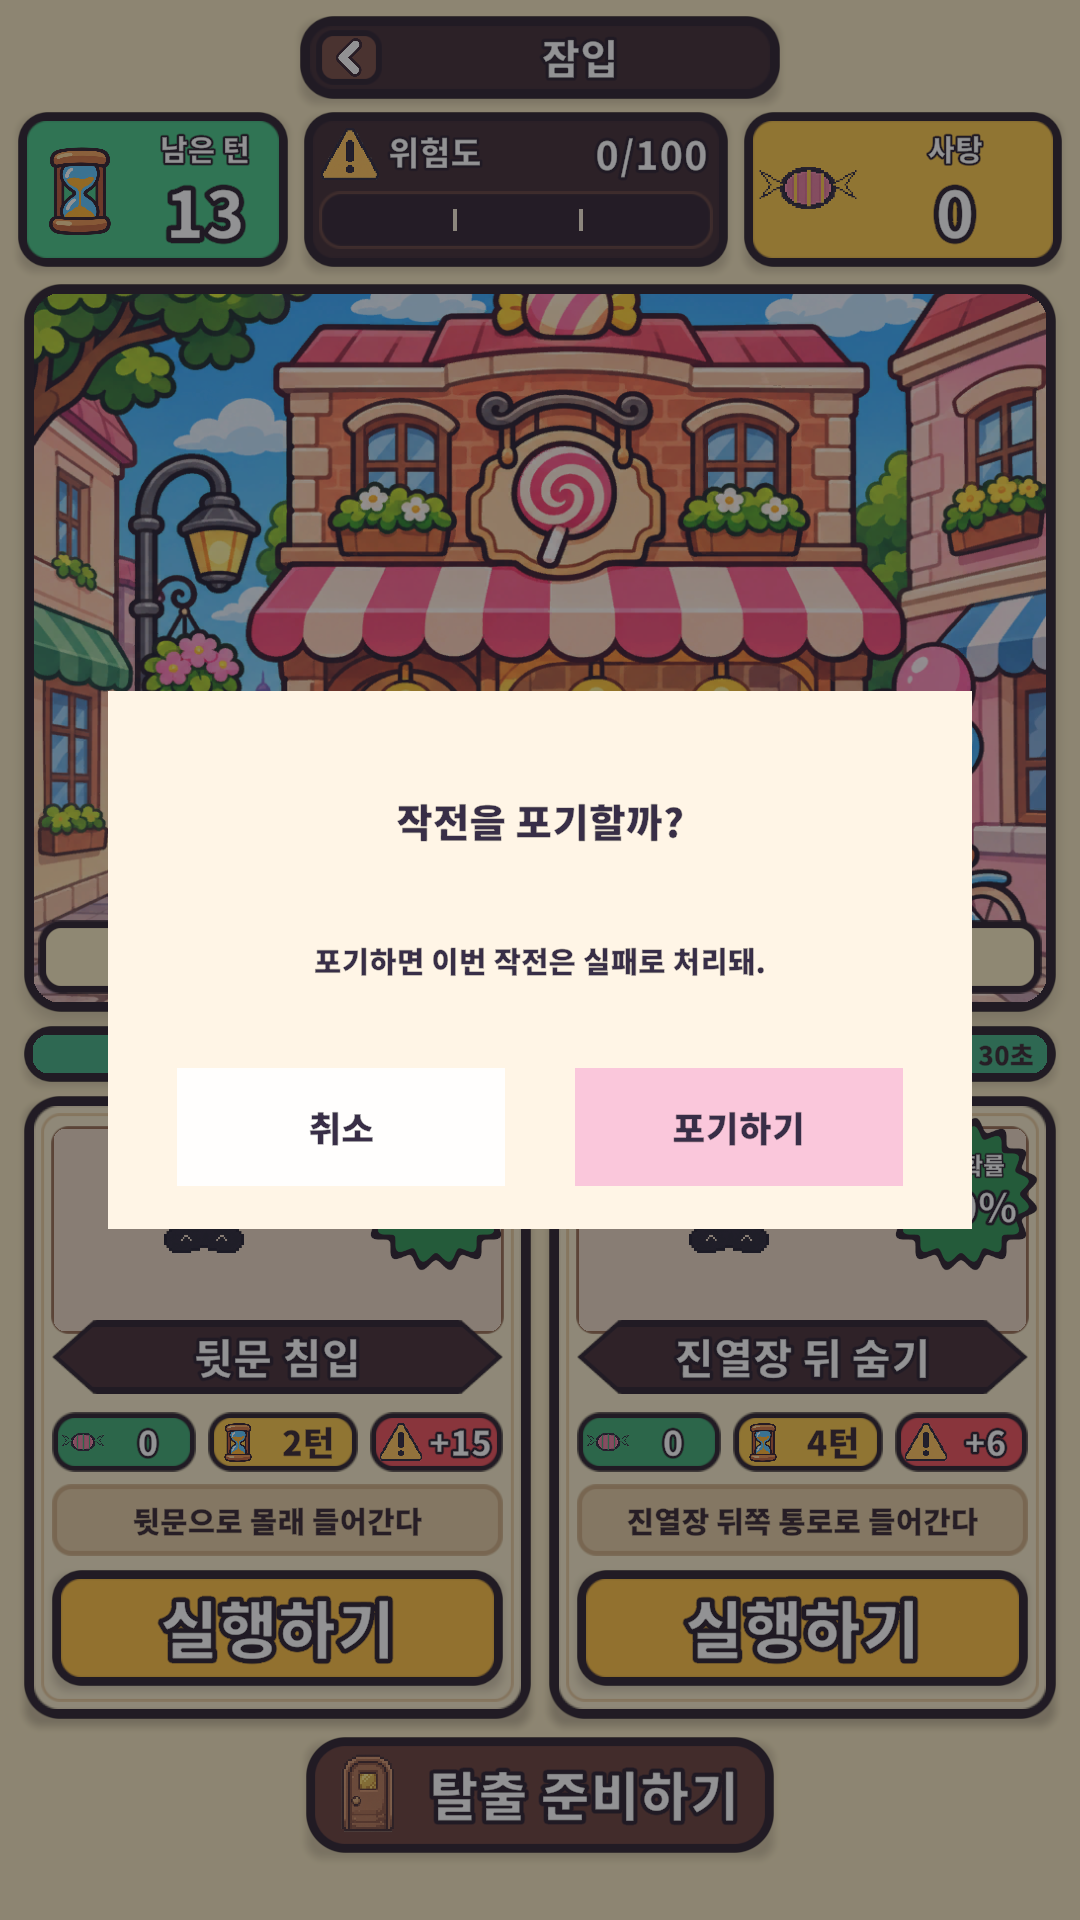 잠입
남은 턴
13
위험도
0/100
사탕
0
작전을 포기할까?
포기하면 이번 작전은 실패로 처리돼.
취소
포기하기
30초
률
%
뒷문 침입
진열장 뒤 숨기
0
2턴
+15
0
4턴
+6
뒷문으로 몰래 들어간다
진열장 뒤쪽 통로로 들어간다
실행하기
실행하기
탈출 준비하기